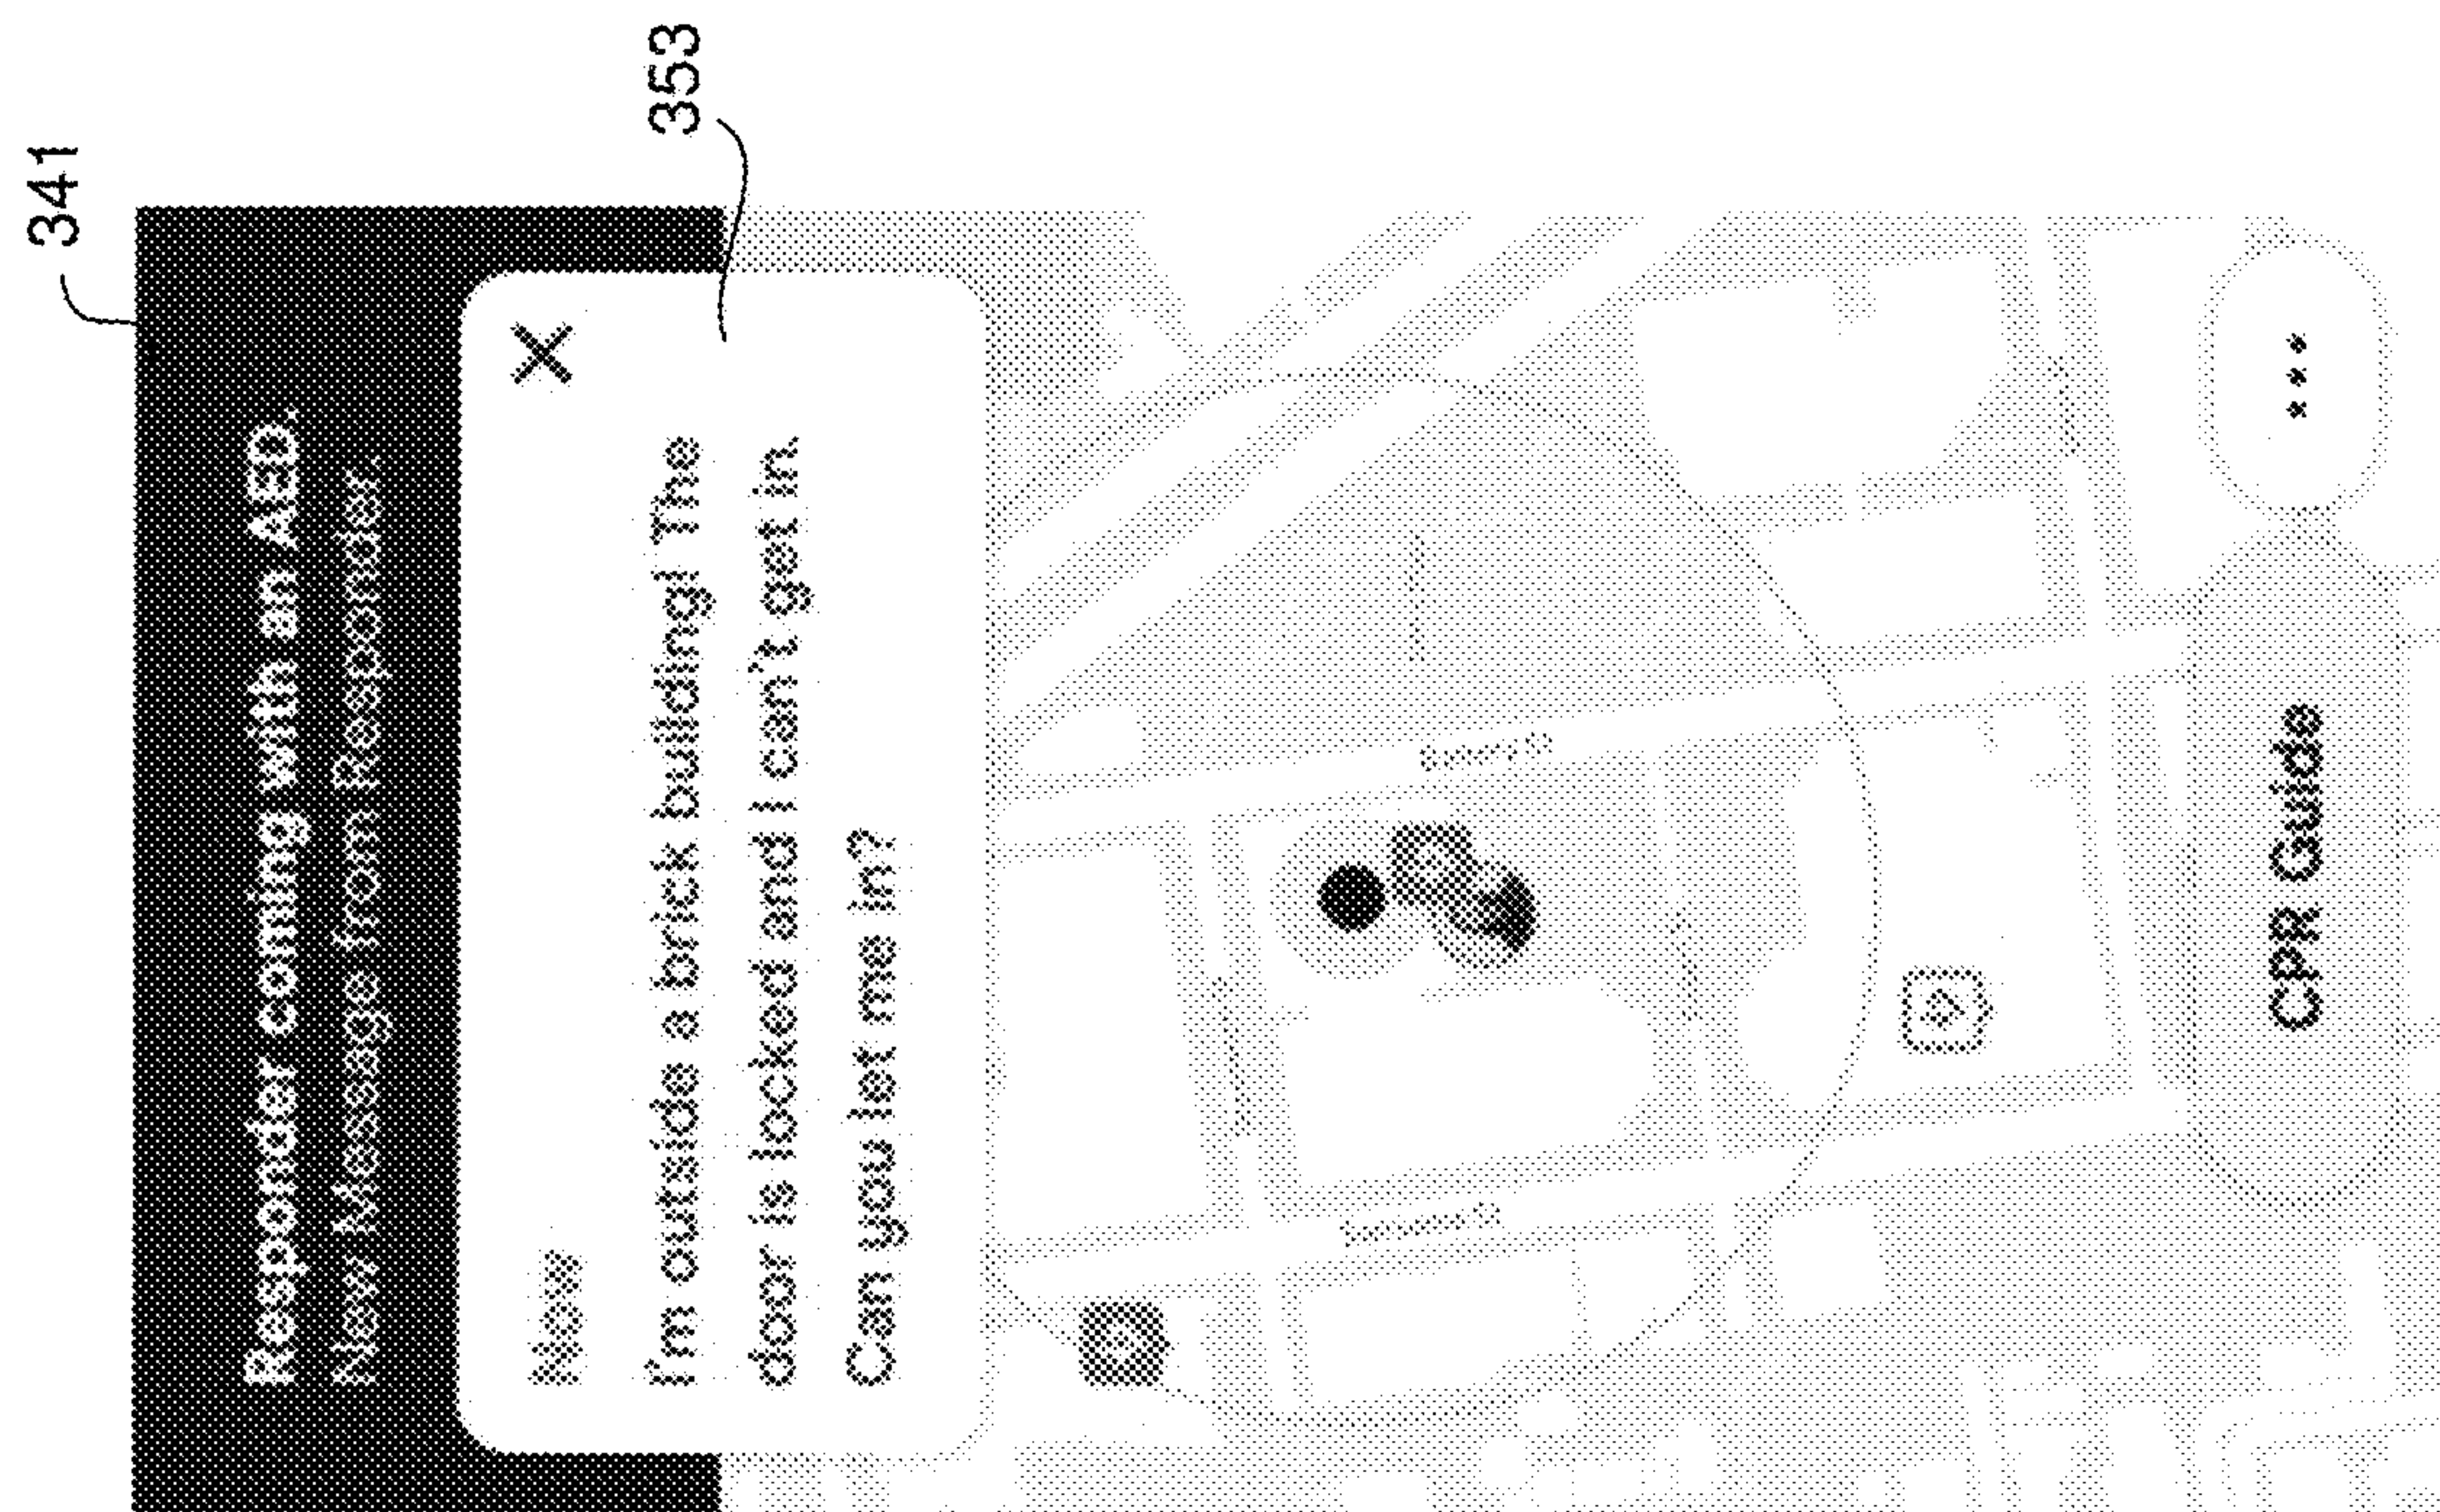 341
353
Responder coming with an AED.
New Message from Responder.
Now
I'm outside a brick building! The
door is locked and I can't get in.
Can you let me in?
CPR Guide